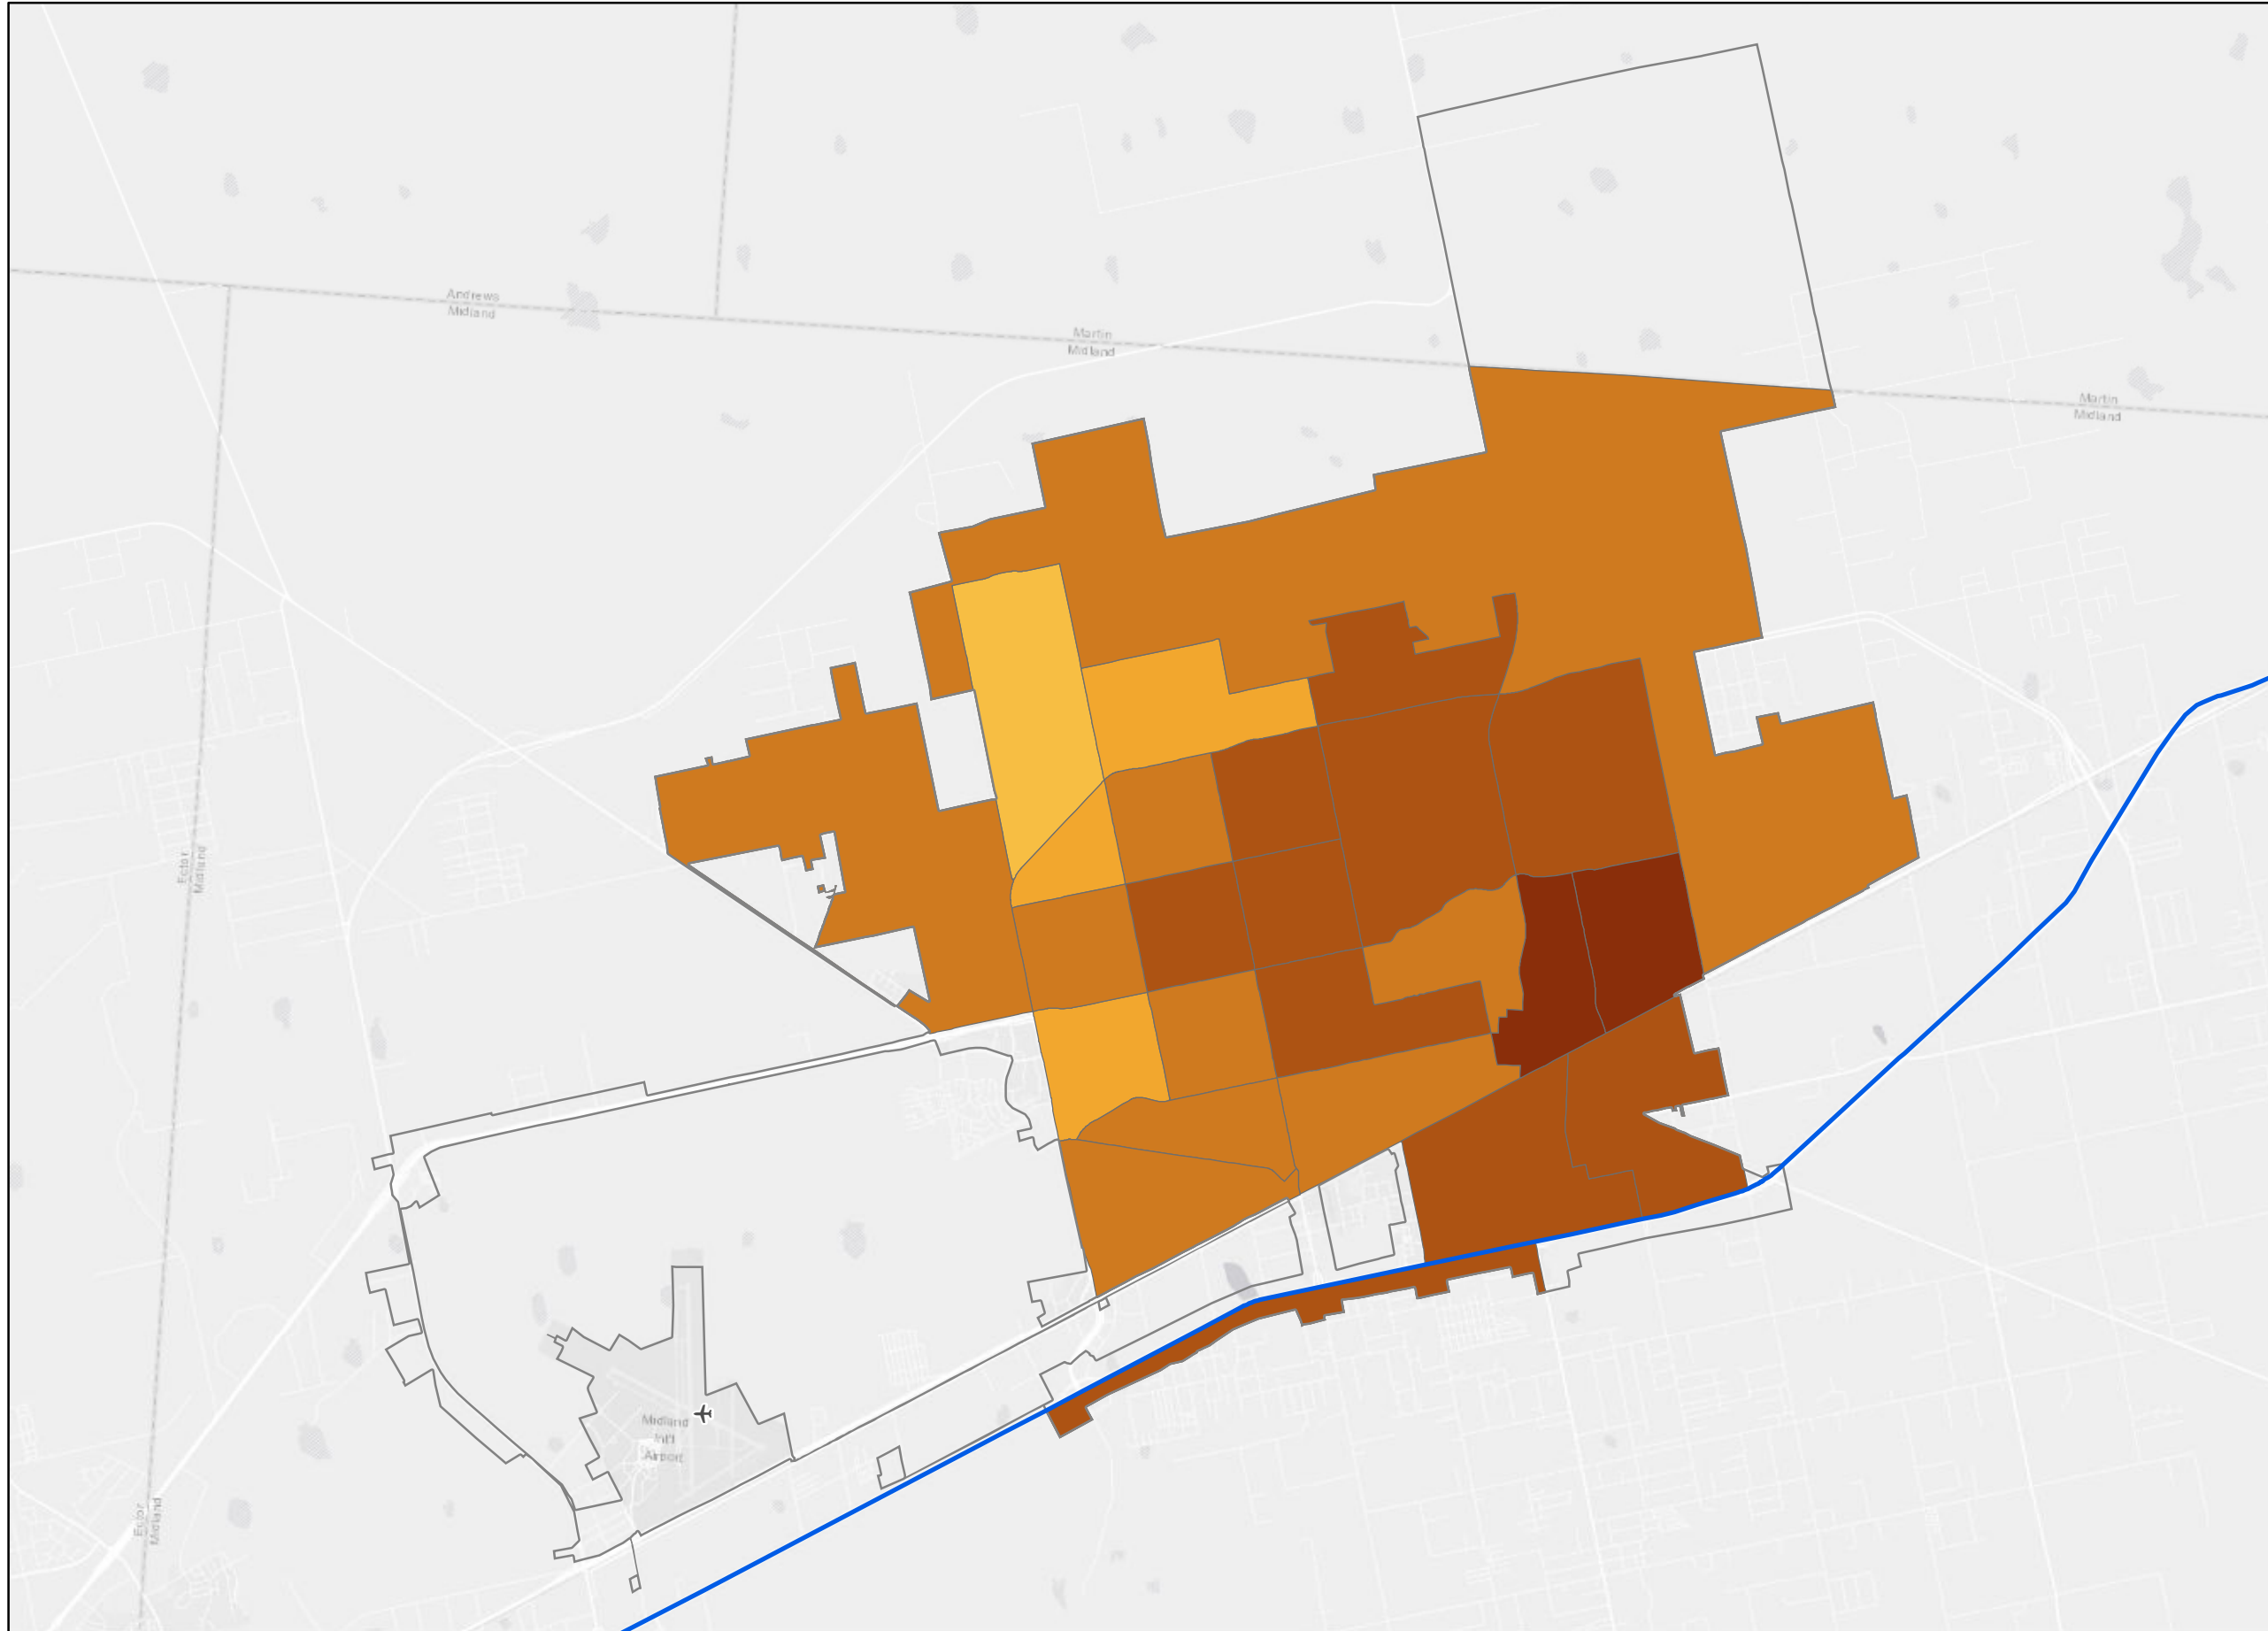 Andrews
Midland
Martin
Midland
Martin
Midland
Ector
Midland
Midland
Int'l
Airport
Ector
Midland